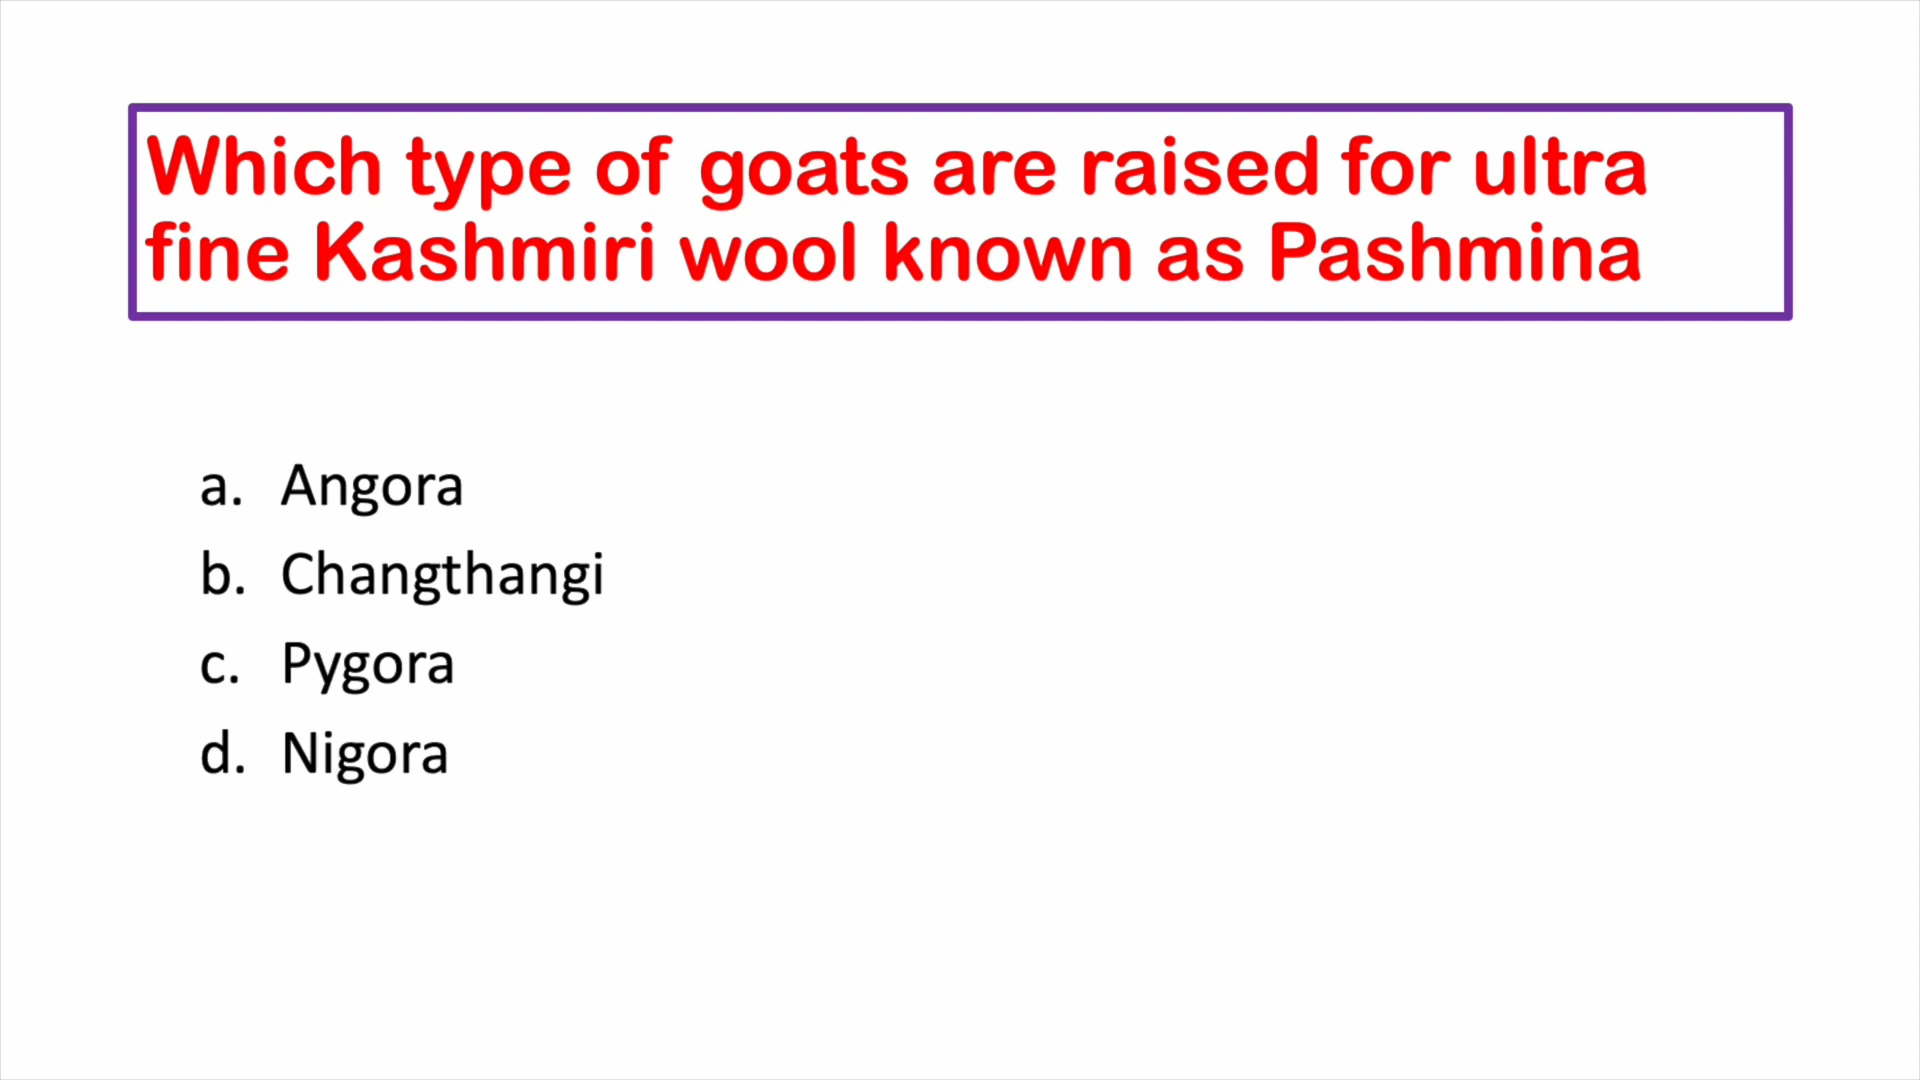 Which type of goats are raised for ultra
fine Kashmiri wool known as Pashmina
a. Angora
b. Changthangi
c. Pygora
d. Nigora